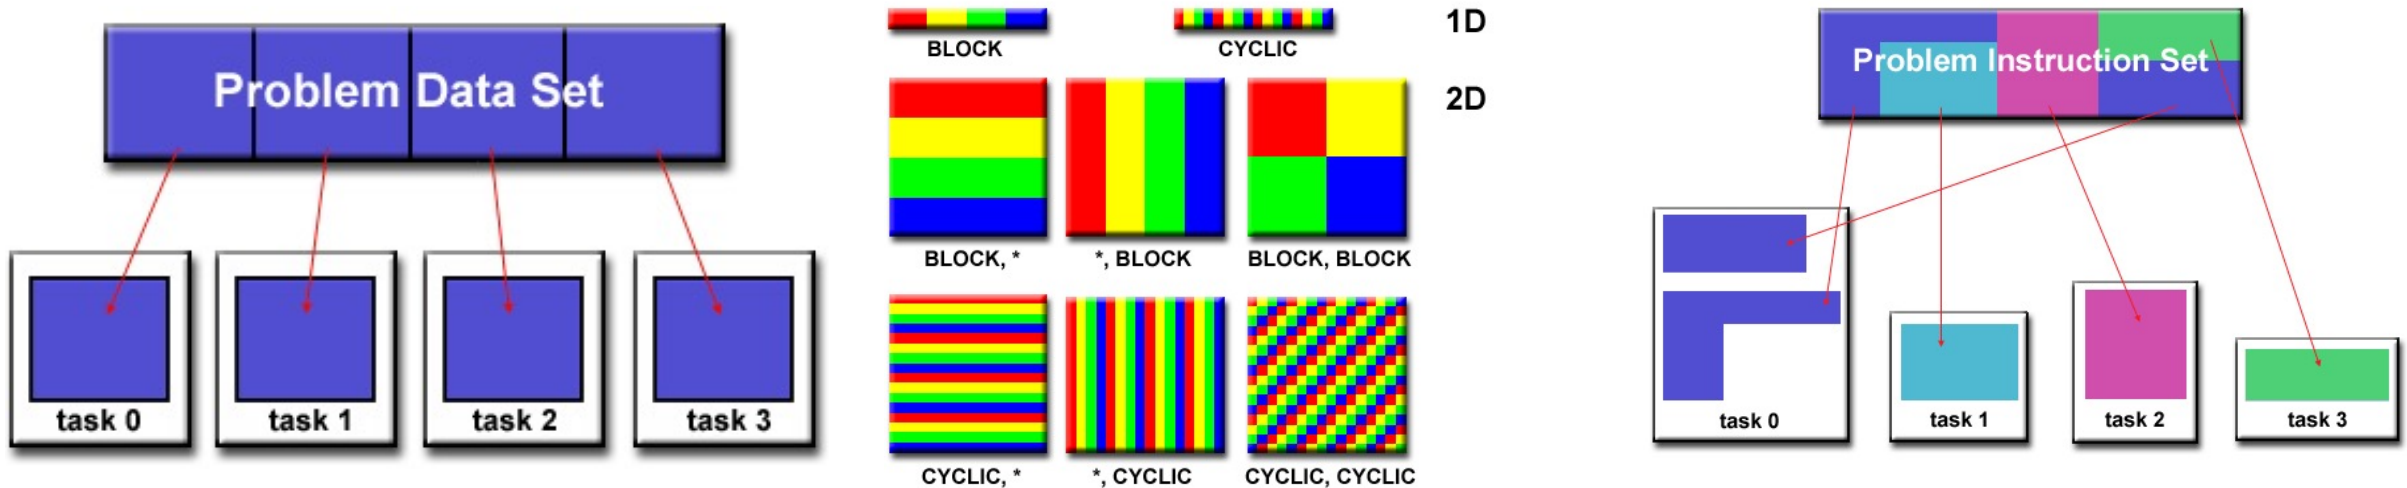 Problem Data Set
task 0
task 1
task 2
task 3
1D
BLOCK
CYCLIC
2D
BLOCK, *
*, BLOCK
BLOCK, BLOCK
CYCLIC, *
*, CYCLIC
CYCLIC, CYCLIC
Problem Instruction Set
task 0
task 1
task 2
task 3